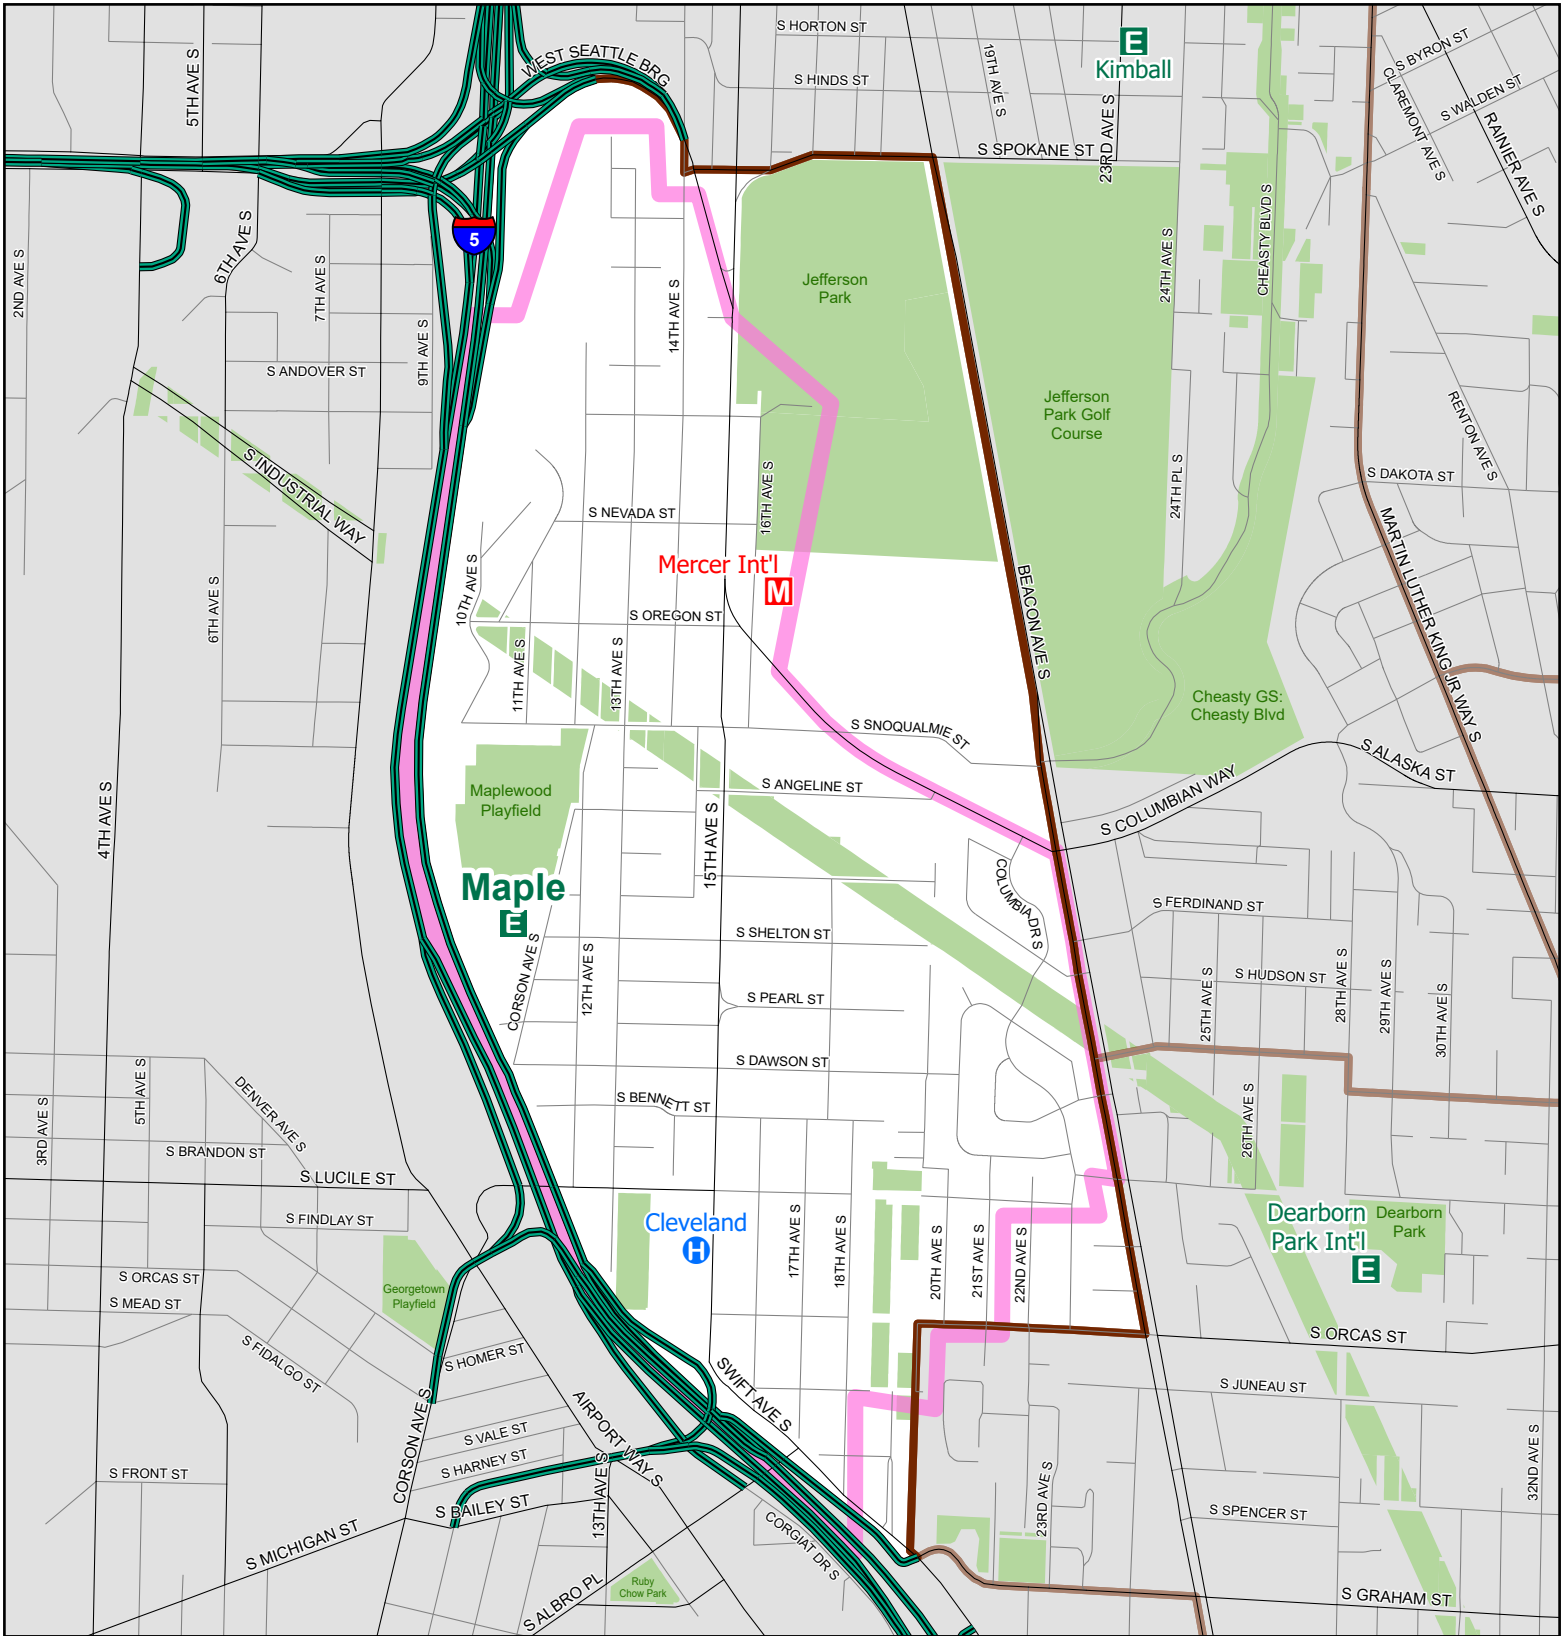 S HORTON ST
S HINDS ST
19TH AVE S
E
Kimball
23RD AVE S
S BYRON ST
S WALDEN ST
CLAREMONT AVE S
RAINIER AVE S
5TH AVE S
WEST SEATTLE BRG
S SPOKANE ST
5
6TH AVE S
2ND AVE S
7TH AVE S
9TH AVE S
14TH AVE S
Jefferson
Park
24TH AVE S
CHEASTY BLVD S
S ANDOVER ST
Jefferson
Park Golf
Course
RENTON AVE S
S INDUSTRIAL WAY
16TH AVE S
24TH PL S
S DAKOTA ST
S NEVADA ST
MARTIN LUTHER KING JR WAY S
Mercer Int'l
M
10TH AVE S
6TH AVE S
S OREGON ST
BEACON AVE S
11TH AVE S
13TH AVE S
Cheasty GS:
Cheasty Blvd
S SNOQUALMIE ST
S ALASKA ST
S ANGELINE ST
Maplewood
Playfield
4TH AVE S
15TH AVE S
S COLUMBIAN WAY
Maple
E
COLUMBIA DR S
S FERDINAND ST
S SHELTON ST
CORSON AVE S
12TH AVE S
S HUDSON ST
25TH AVE S
28TH AVE S
29TH AVE S
30TH AVE S
S PEARL ST
S DAWSON ST
5TH AVE S
3RD AVE S
DENVER AVE S
S BENNETT ST
26TH AVE S
S BRANDON ST
S LUCILE ST
S FINDLAY ST
Cleveland
H
17TH AVE S
18TH AVE S
20TH AVE S
21ST AVE S
22ND AVE S
Dearborn
Park Int'l
E
Dearborn
Park
S ORCAS ST
S MEAD ST
Georgetown
Playfield
S ORCAS ST
S FIDALGO ST
S HOMER ST
SWIFT AVE S
S JUNEAU ST
CORSON AVE S
AIRPORT WAY S
S VALE ST
S HARNEY ST
S FRONT ST
32ND AVE S
S BAILEY ST
13TH AVE S
23RD AVE S
S SPENCER ST
S MICHIGAN ST
CORGIAT DR S
S ALBRO PL
Ruby
Chow Park
S GRAHAM ST